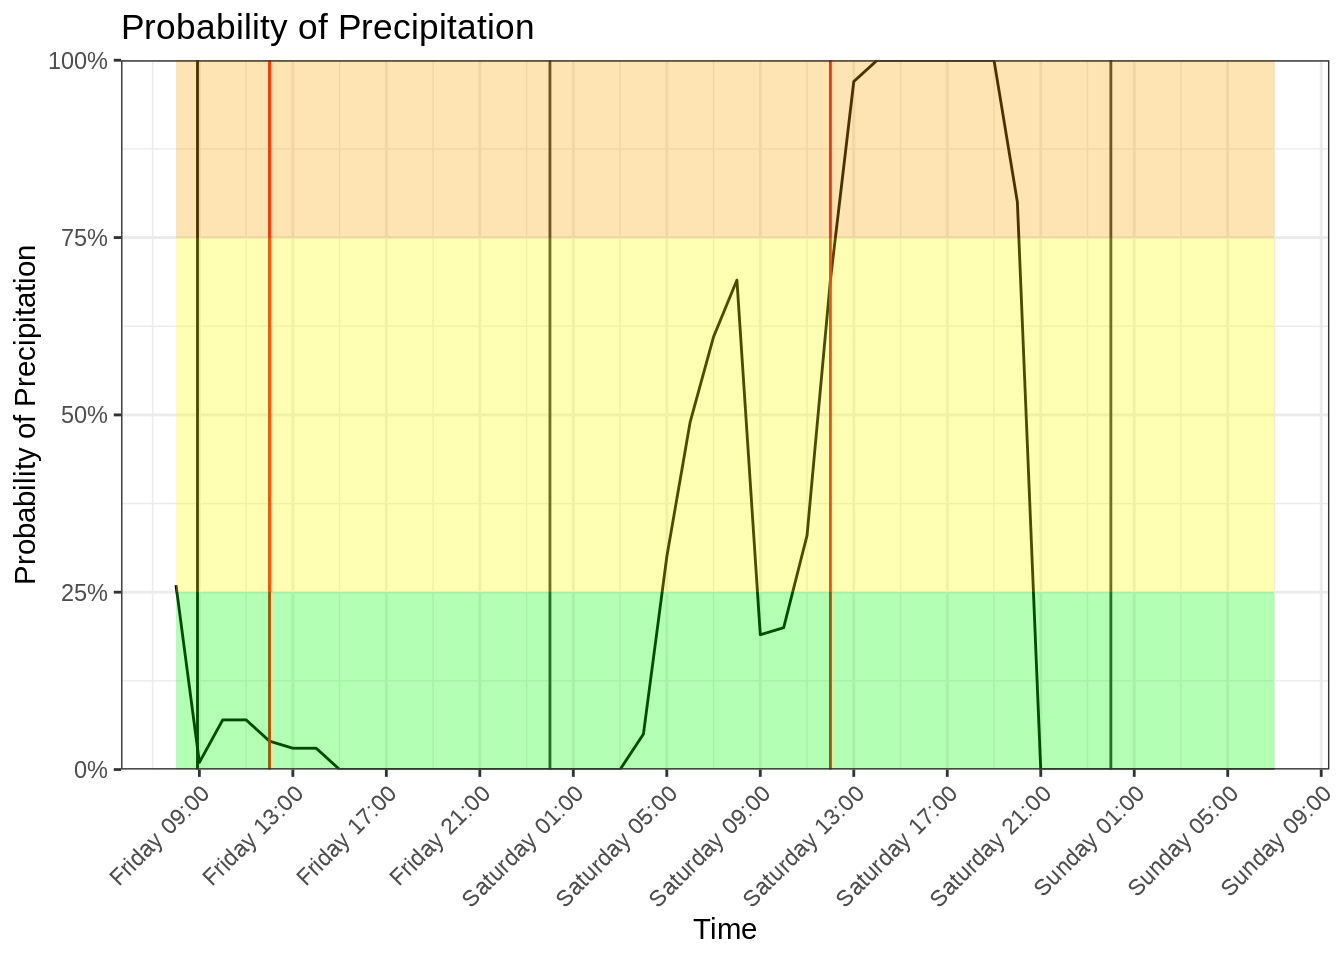 Probability of Precipitation
Probability of Precipitation
100%
75%
50%
25%
0%
Friday 09:00
Friday 13:00
Friday 17:00
Friday 21:00
Saturday 01:00
Saturday 05:00
Saturday 09:00
Saturday 13:00
Saturday 17:00
Saturday 21:00
Sunday 01:00
Sunday 05:00
Sunday 09:00
Time